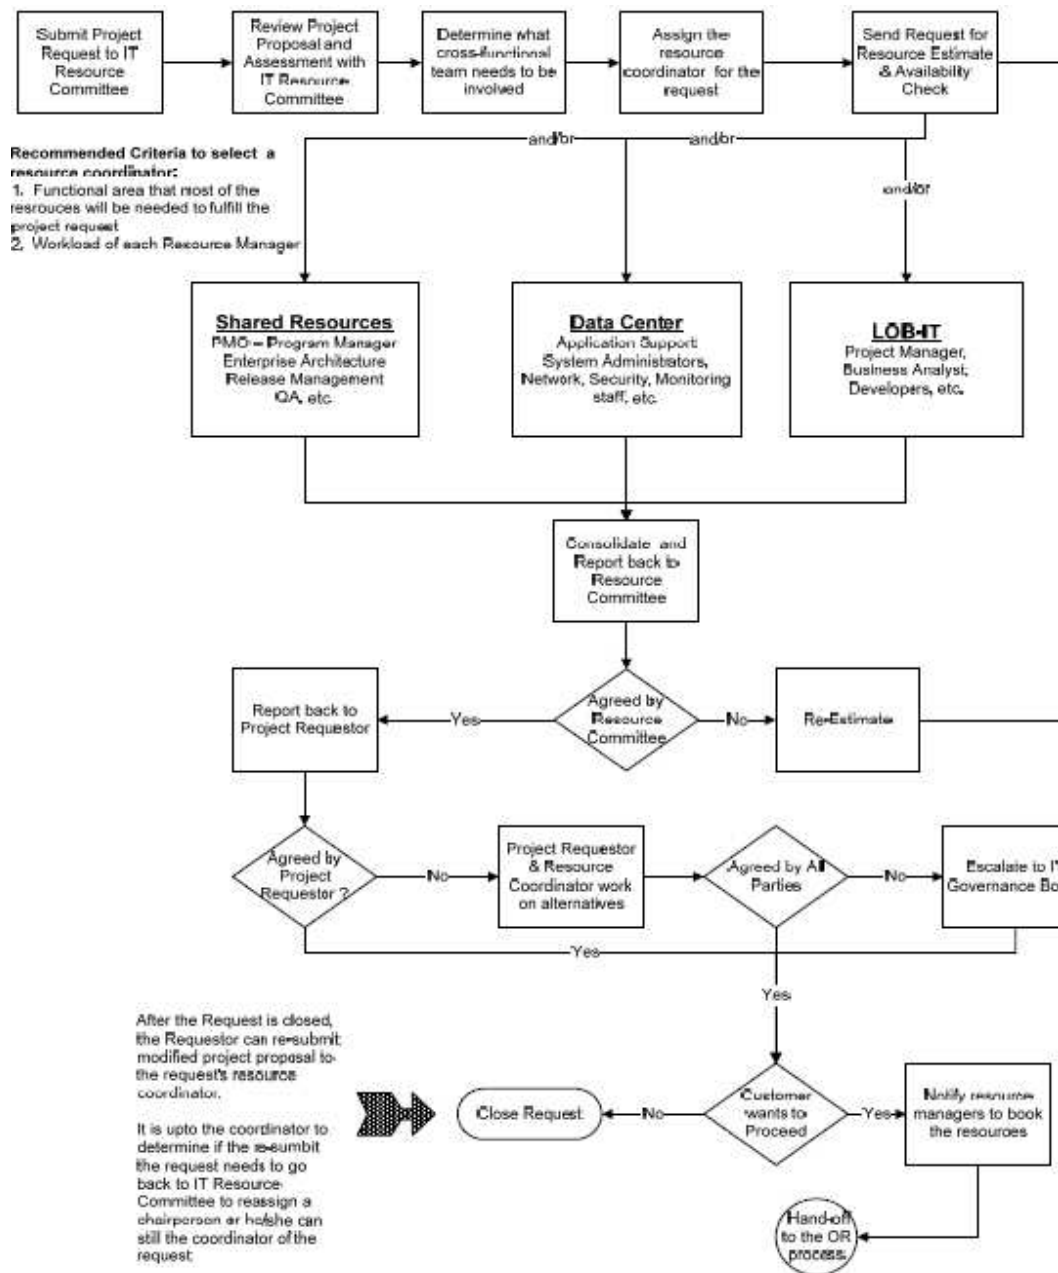 Submit Project
Request to IT
Resource
Committee
Review Project
Proposal and
Assessment with
IT Resource
Committee
Determine what
cross-functional
team needs to be
involved
Assign the
resource
coordinator for the
request
Send Request for
Resource Estimate
& Availability
Check
and/or
and/or
and/or
Recommended Criteria to select a
resource coordinator:
1. Functional area that most of the
resrouces will be needed to fulfill the
project request
2. Workload of each Resource Manager
Shared Resources
PMO – Program Manager
Enterprise Architecture
Release Management
QA, etc.
Data Center
Application Support
System Administrators,
Network, Security, Monitoring
staff, etc.
LOB-IT
Project Manager,
Business Analyst,
Developers, etc.
Consolidate and
Report back to
Resource
Committee
Report back to
Project Requestor
Yes
Agreed by
Resource
Committee
No
Re-Estimate
Agreed by
Project
Requestor ?
No
Project Requestor
& Resource
Coordinator work
on alternatives
Agreed by All
Parties
No
Escalate to I
Governance Bo
Yes
Yes
After the Request is closed,
the Requestor can re-submit
modified project proposal to
the request's resource
coordinator.
It is upto the coordinator to
determine if the re-sumbit
the request needs to go
back to IT Resource
Committee to reassign a
chairperson or he/she can
still the coordinator of the
request
Close Request
No
Customer
wants to
Proceed
Yes
Notify resource
managers to book
the resources
Hand-off
to the OR
process.